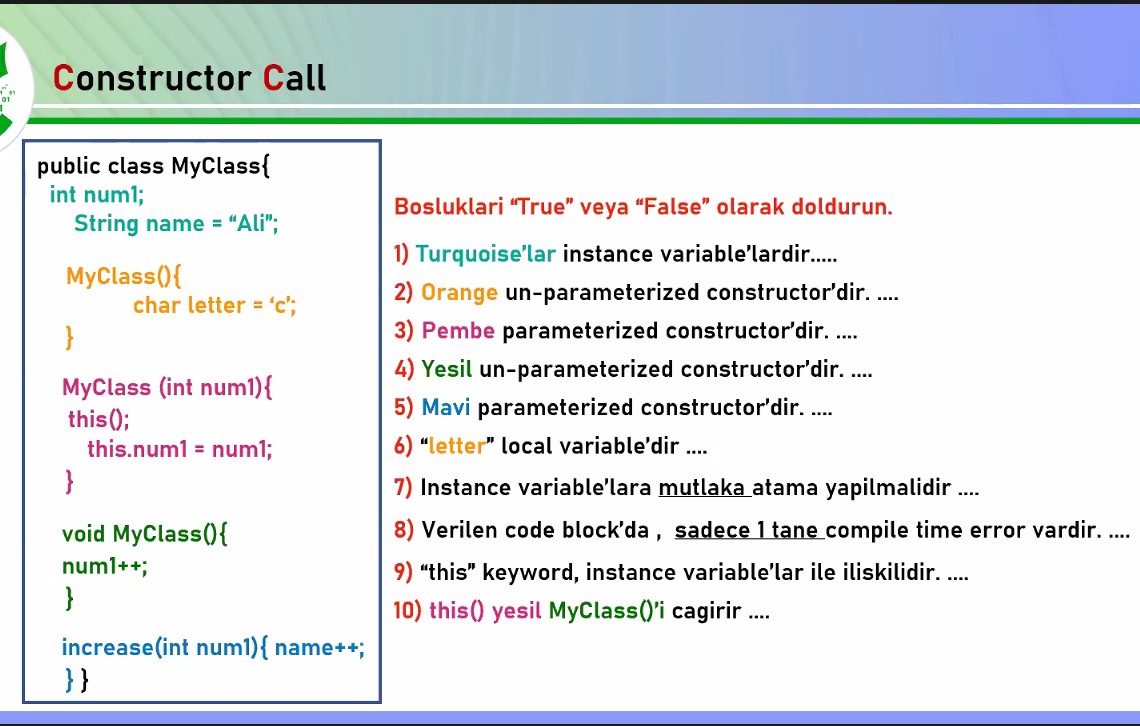 Constructor Call
public class MyClass{
int num1;
String name = “Ali”;
MyClass(){
char letter = ‘c’;
}
MyClass (int num1){
this();
this.num1 = num1;
}
void MyClass(){
num1++;
}
increase(int num1){ name++;
} }
Bosluklari “True” veya “False” olarak doldurun.
1) Turquoise’lar instance variable’lardir.....
2) Orange un-parameterized constructor’dir. ....
3) Pembe parameterized constructor’dir. ....
4) Yesil un-parameterized constructor’dir. ....
5) Mavi parameterized constructor’dir. ....
6) “letter” local variable’dir ....
7) Instance variable’lara mutlaka atama yapilmalidir ....
8) Verilen code block’da , sadece 1 tane compile time error vardir. ....
9) “this” keyword, instance variable’lar ile iliskilidir. ....
10) this() yesil MyClass()’i cagirir ....